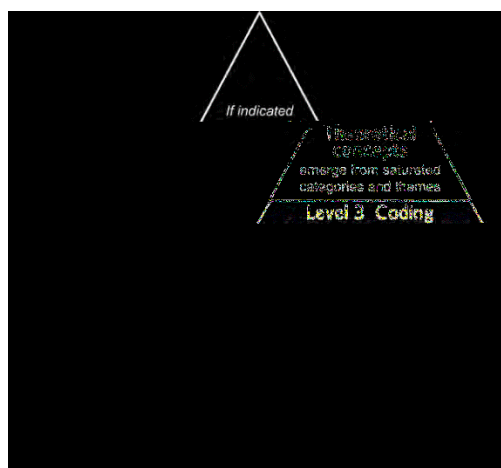 If indicated
Theoretical
concepts
emerge from saturated
categories and themes
Level 3 Coding